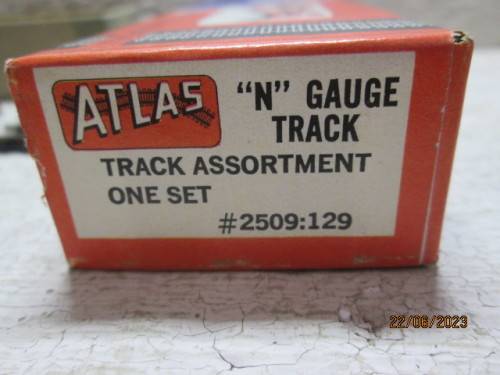 ATLAS
"N" GAUGE
TRACK
TRACK ASSORTMENT
ONE SET
#2509:129
22/06/2023